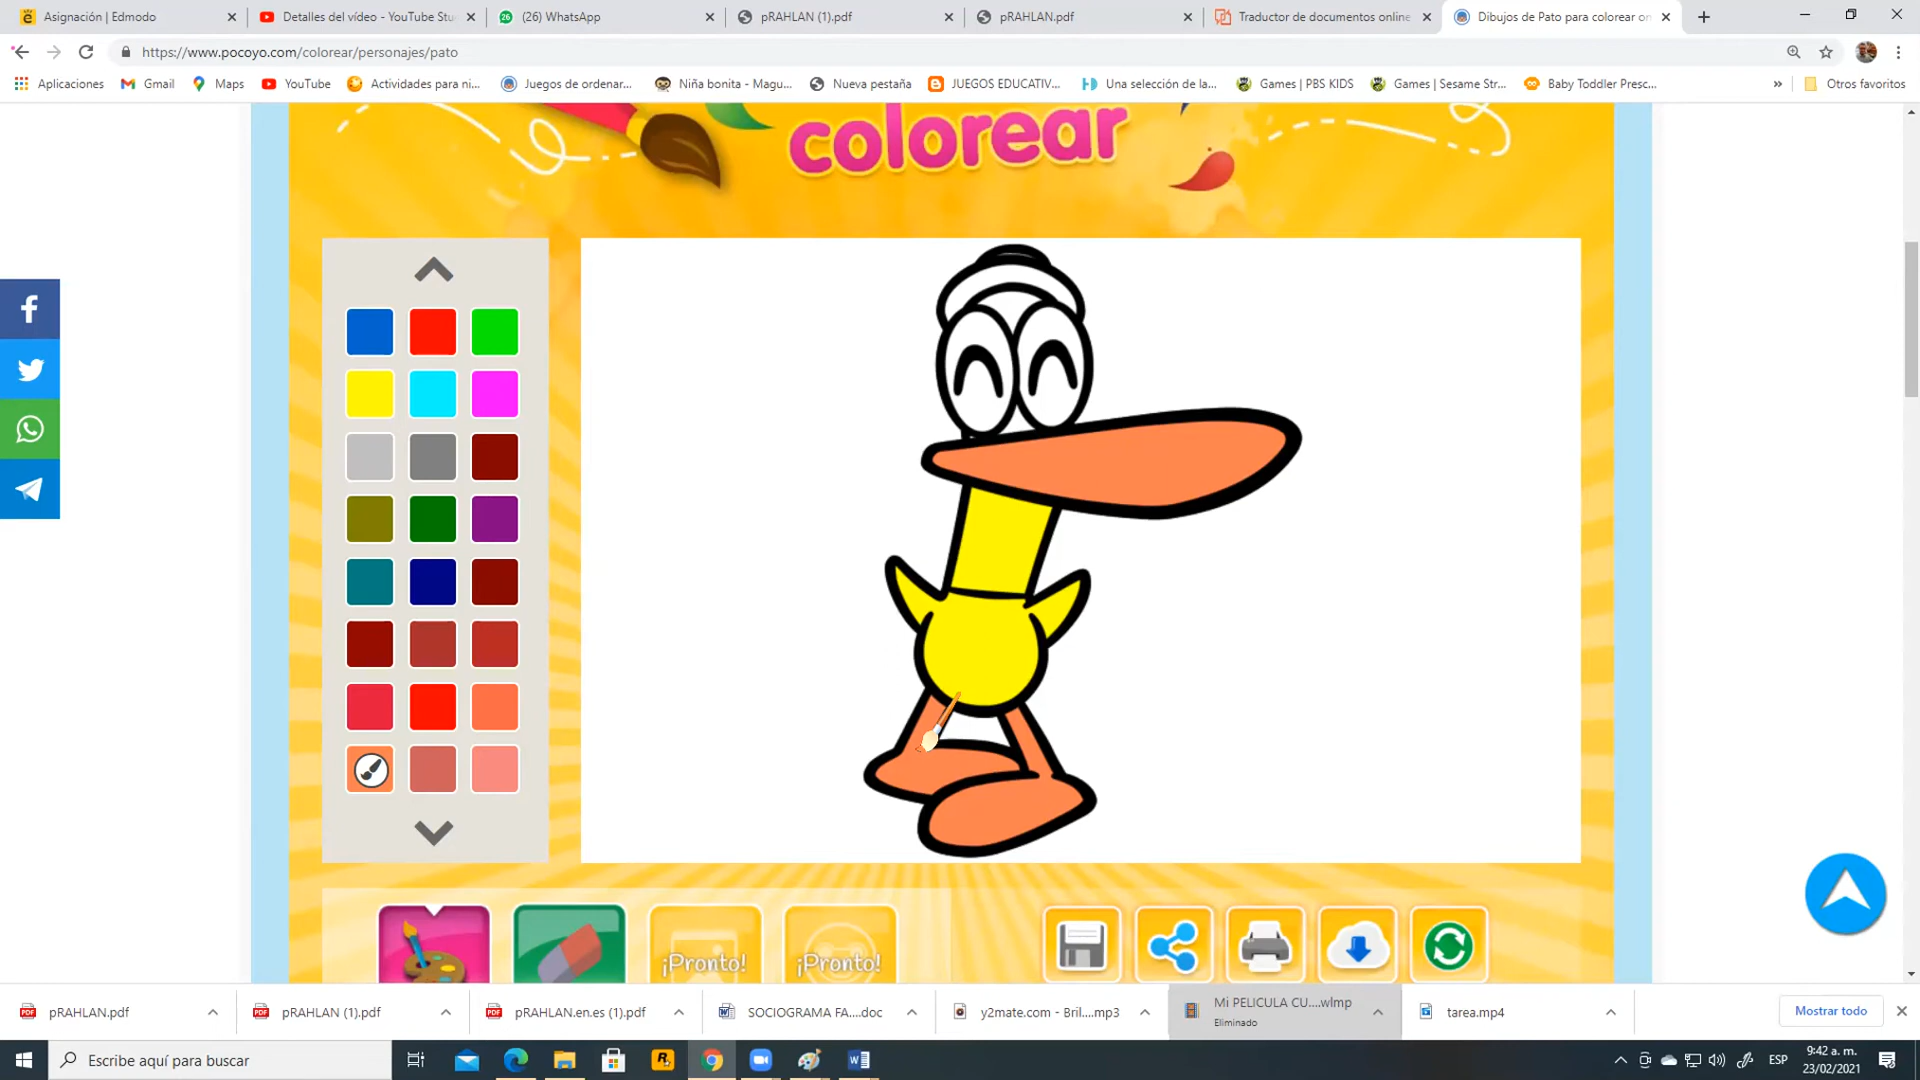 Asignación | Edmodo
Detalles del vídeo - YouTube Stu
(26) WhatsApp
pRAHLAN (1).pdf
pRAHLAN.pdf
Traductor de documentos online
Dibujos de Pato para colorear on
https://www.pocoyo.com/colorear/personajes/pato
Aplicaciones
Gmail
Maps
YouTube
Actividades para ni...
Juegos de ordenar...
Niña bonita - Magu...
Nueva pestaña
JUEGOS EDUCATIV...
Una selección de la...
Games | PBS KIDS
Games | Sesame Str...
Baby Toddler Presc...
»
Otros favoritos
colorear
¡Pronto!
¡Pronto!
pRAHLAN.pdf
pRAHLAN (1).pdf
pRAHLAN.en.es (1).pdf
SOCIOGRAMA FA....doc
y2mate.com - Bril....mp3
Mi PELICULA CU....wlmp
Eliminado
tarea.mp4
Mostrar todo
Escribe aquí para buscar
ESP
9:42 a. m.
23/02/2021